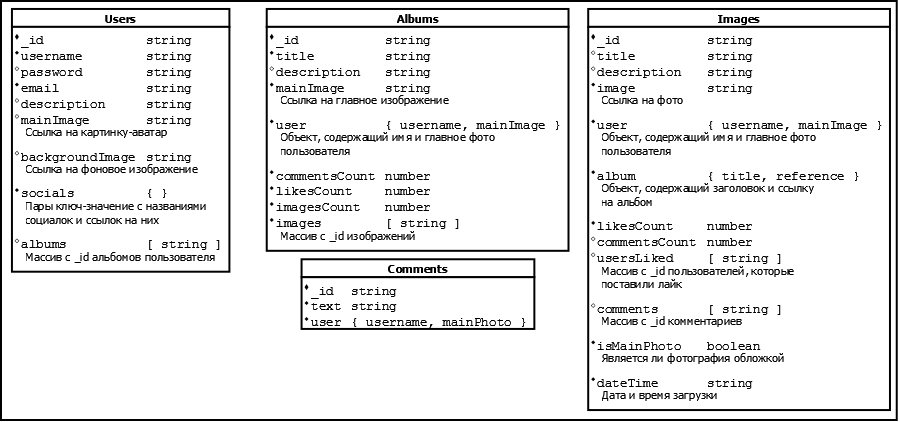 Users
_id string
username string
password string
email string
description string
mainImage string
Ссылка на картинку-аватар
backgroundImage string
Ссылка на фоновое изображение
socials { }
Пары ключ-значение с названиями
социалок и ссылок на них
albums [ string ]
Массив с _id альбомов пользователя
Albums
_id string
title string
description string
mainImage string
Ссылка на главное изображение
user { username, mainImage }
Объект, содержащий имя и главное фото
пользователя
commentsCount number
likesCount number
imagesCount number
images [ string ]
Массив с _id изображений
Comments
_id string
text string
user { username, mainPhoto }
Images
_id string
title string
description string
image string
Ссылка на фото
user { username, mainImage }
Объект, содержащий имя и главное фото
пользователя
album { title, reference }
Объект, содержащий заголовок и ссылку
на альбом
likesCount number
commentsCount number
usersLiked [ string ]
Массив с _id пользователей, которые
поставили лайк
comments [ string ]
Массив с _id комментариев
isMainPhoto boolean
Является ли фотография обложкой
dateTime string
Дата и время загрузки